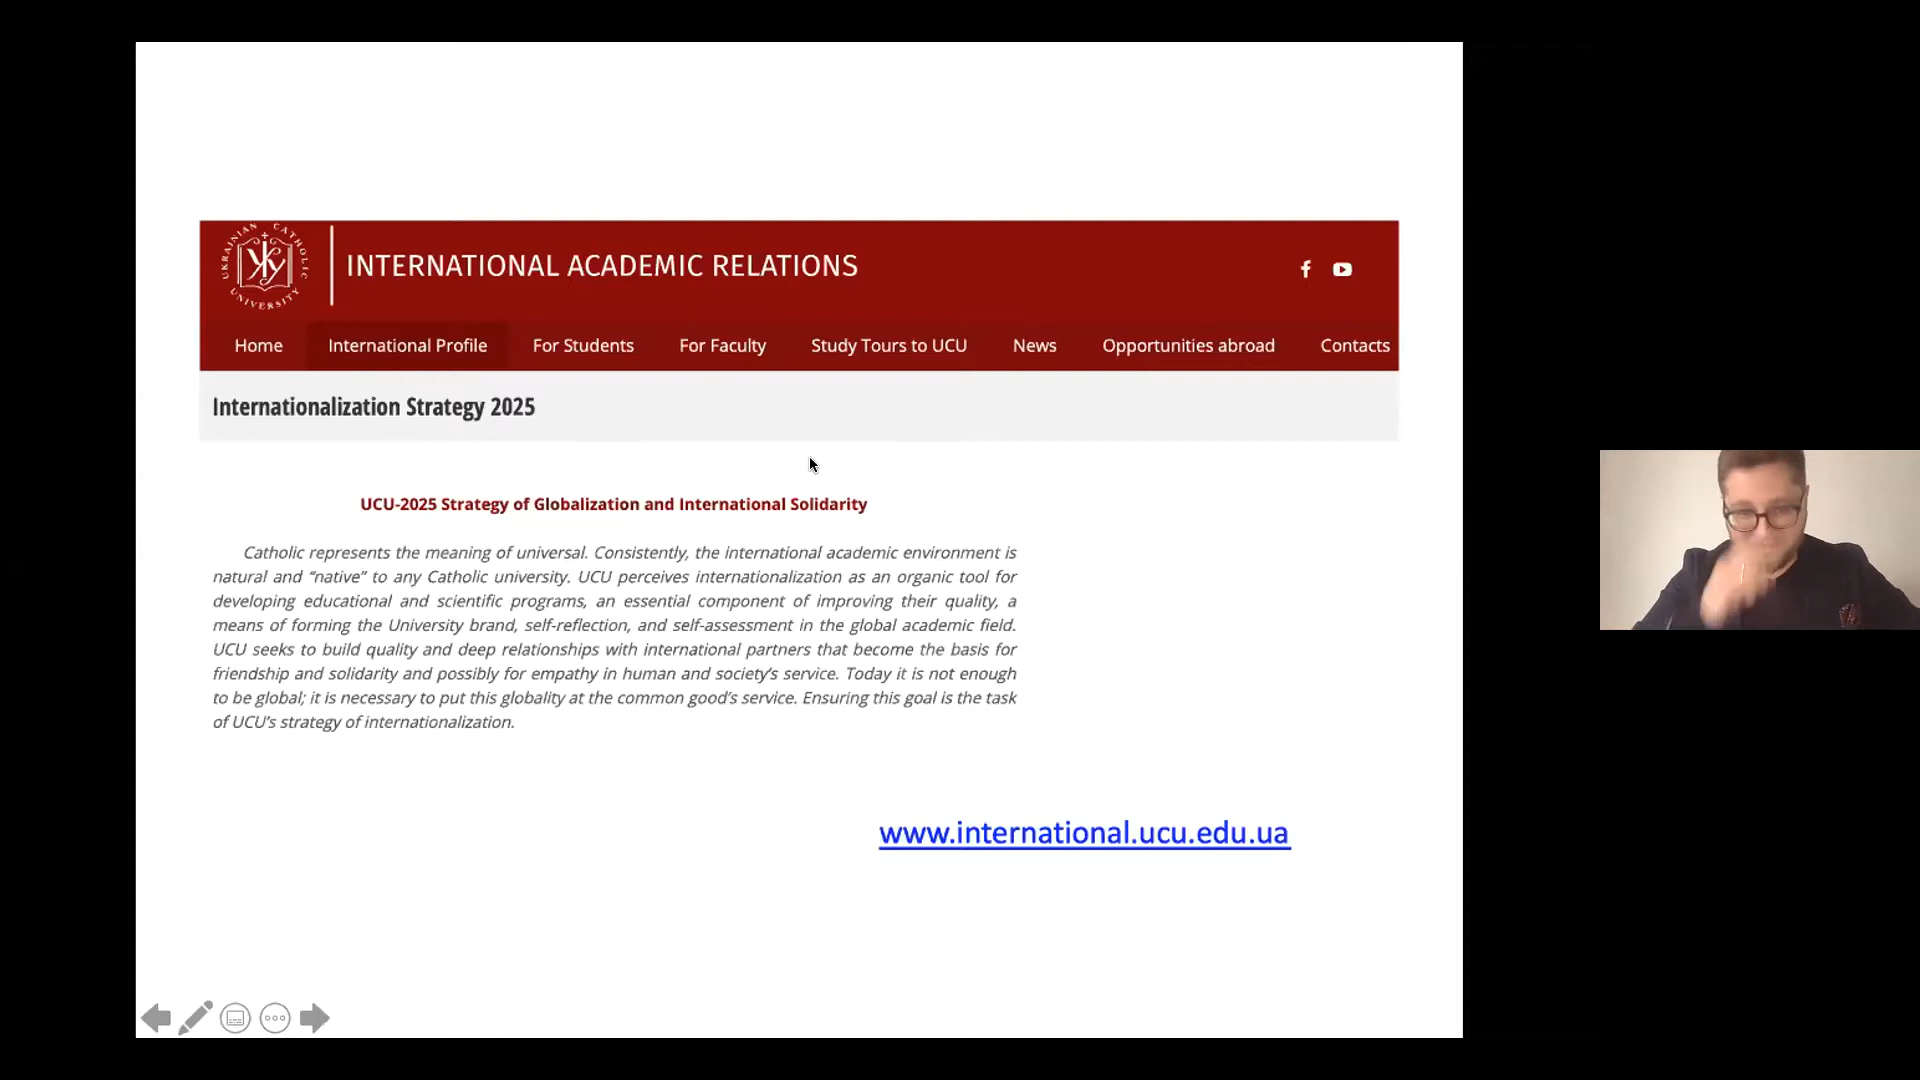 UKRAINIAN CATHOLIC UNIVERSITY
INTERNATIONAL ACADEMIC RELATIONS
Home International Profile For Students For Faculty Study Tours to UCU News Opportunities abroad Contacts
Internationalization Strategy 2025
UCU-2025 Strategy of Globalization and International Solidarity
Catholic represents the meaning of universal. Consistently, the international academic environment is
natural and “native” to any Catholic university. UCU perceives internationalization as an organic tool for
developing educational and scientific programs, an essential component of improving their quality, a
means of forming the University brand, self-reflection, and self-assessment in the global academic field.
UCU seeks to build quality and deep relationships with international partners that become the basis for
friendship and solidarity and possibly for empathy in human and society’s service. Today it is not enough
to be global; it is necessary to put this globality at the common good’s service. Ensuring this goal is the task
of UCU’s strategy of internationalization.
www.international.ucu.edu.ua